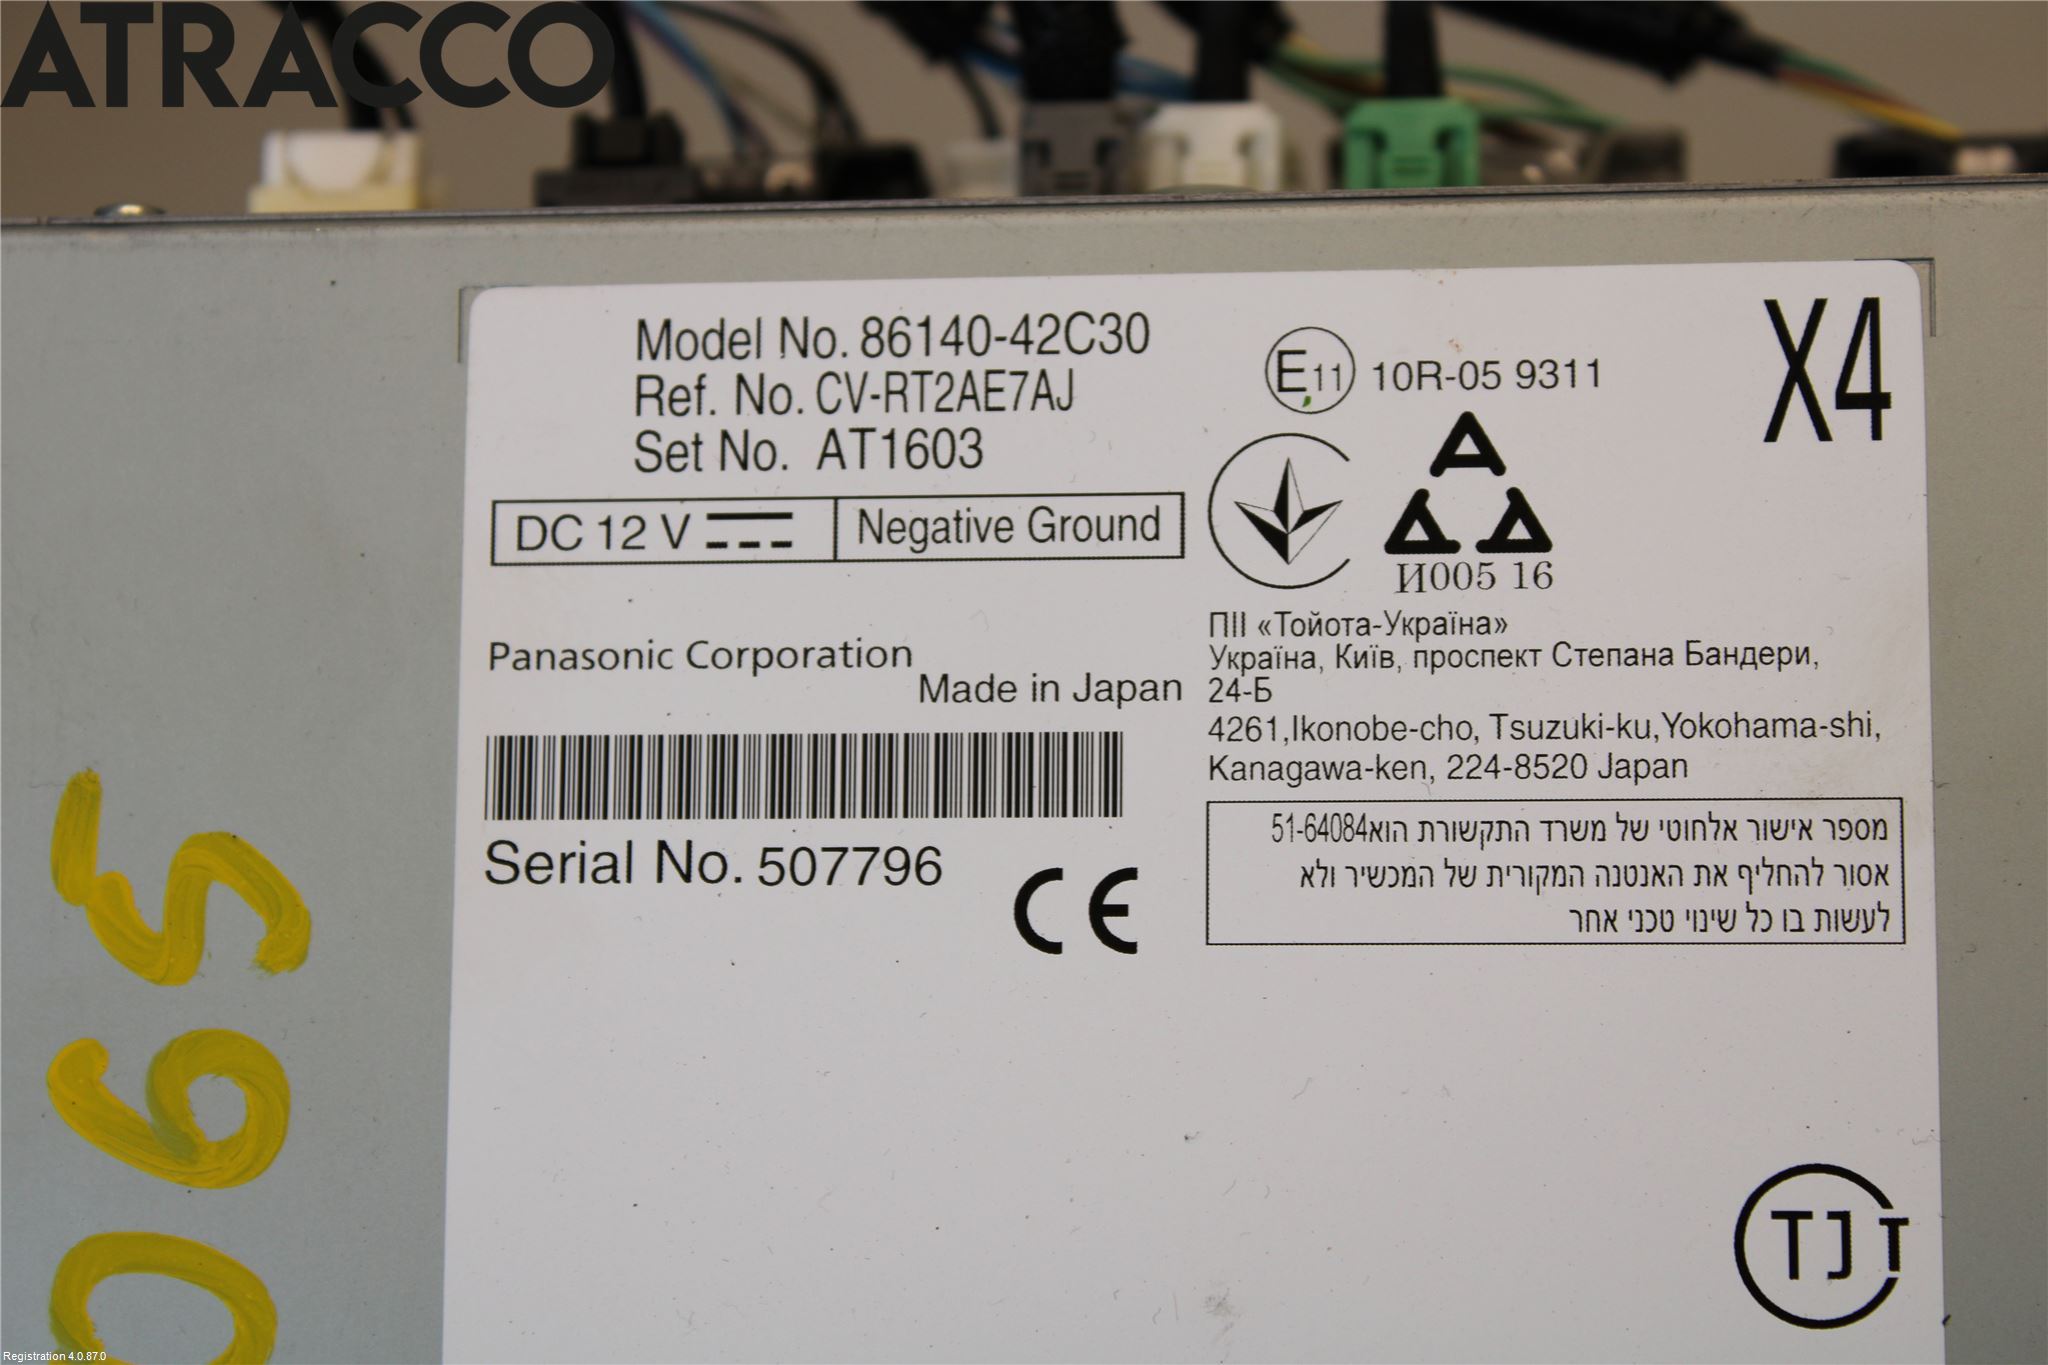 ATRACCO
Model No. 86140-42C30
Ref. No. CV-RT2AE7AJ
Set No. AT1603
DC 12 V
Negative Ground
Panasonic Corporation
Made in Japan
Serial No. 507796
CE
E11 10R-05 9311
X4
И005 16
ПІІ «Тойота-Україна»
Україна, Київ, проспект Степана Бандери,
24-Б
4261,Ikonobe-cho, Tsuzuki-ku,Yokohama-shi,
Kanagawa-ken, 224-8520 Japan
מספר אישור אלחוטי של משרד התקשורת הוא51-64084
אסור להחליף את האנטנה המקורית של המכשיר ולא
לעשות בו כל שינוי טכני אחר
TJT
065
Registration 4.0.87.0